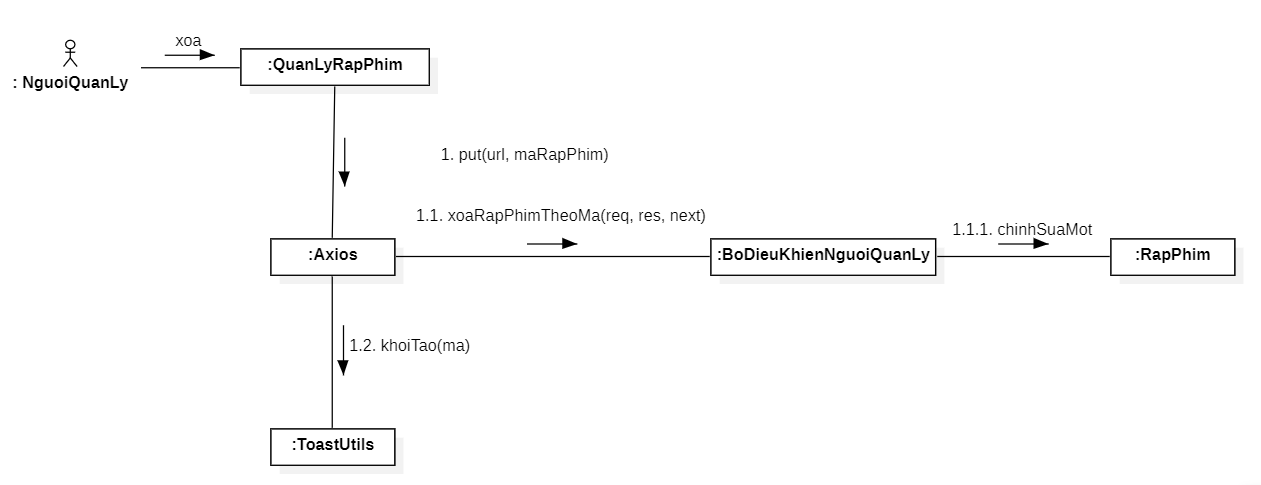 xoa
: NguoiQuanLy
:QuanLyRapPhim
1. put(url, maRapPhim)
1.1. xoaRapPhimTheoMa(req, res, next)
1.1.1. chinhSuaMot
:Axios
:BoDieuKhienNguoiQuanLy
:RapPhim
1.2. khoiTao(ma)
:ToastUtils